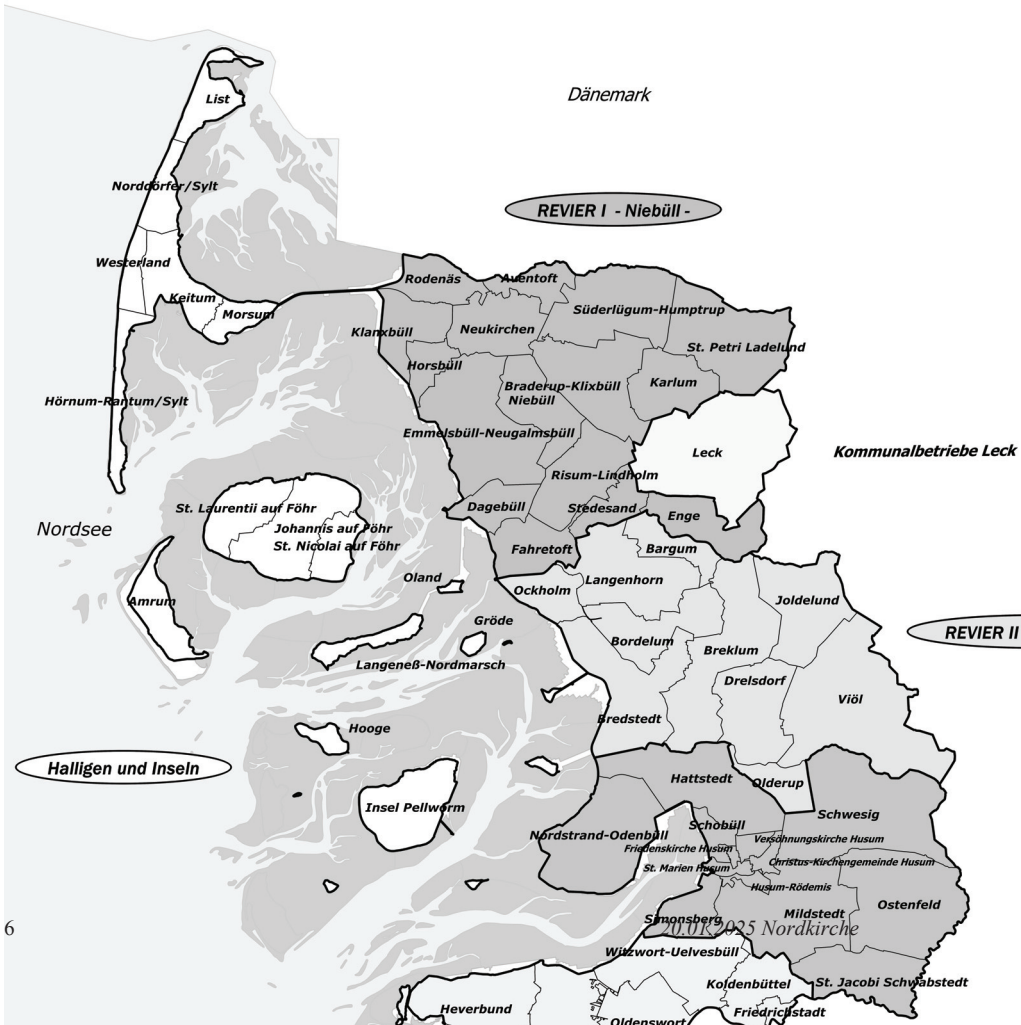 Dänemark
List
REVIER I - Niebüll -
Norddörfer/Sylt
Westerland
Keitum
Morsum
Hörnum-Rantum/Sylt
Rodenäs
Aventoft
Süderlügum-Humptrup
Klanxbüll
Neukirchen
St. Petri Ladelund
Horsbüll
Braderup-Klixbüll
Niebüll
Karlum
Emmelsbüll-Neugalmsbüll
Leck
Kommunalbetriebe Leck
Risum-Lindholm
Dagebüll
Stedesand
Enge
Fahretoft
Nordsee
St. Laurentii auf Föhr
Johannis auf Föhr
St. Nicolai auf Föhr
Amrum
Oland
Gröde
Langeneß-Nordmarsch
Hooge
Halligen und Inseln
Insel Pellworm
Bargum
Langenhorn
Ockholm
Joldelund
REVIER II
Bordelum
Breklum
Drelsdorf
Viöl
Bredstedt
Hattstedt
Olderup
Schwesig
Nordstrand-Odenbüll
Schobüll
Versöhnungskirche Husum
Friedenskirche Husum
Christus-Kirchengemeinde Husum
St. Marien Husum
Husum-Rödemis
Ostenfeld
Simonsberg
Mildstedt
6
20.01.2025 Nordkirche
Witzwort-Uelvesbüll
Koldenbüttel
St. Jacobi Schwabstedt
Heverbund
Friedrichstadt
Oldenswort